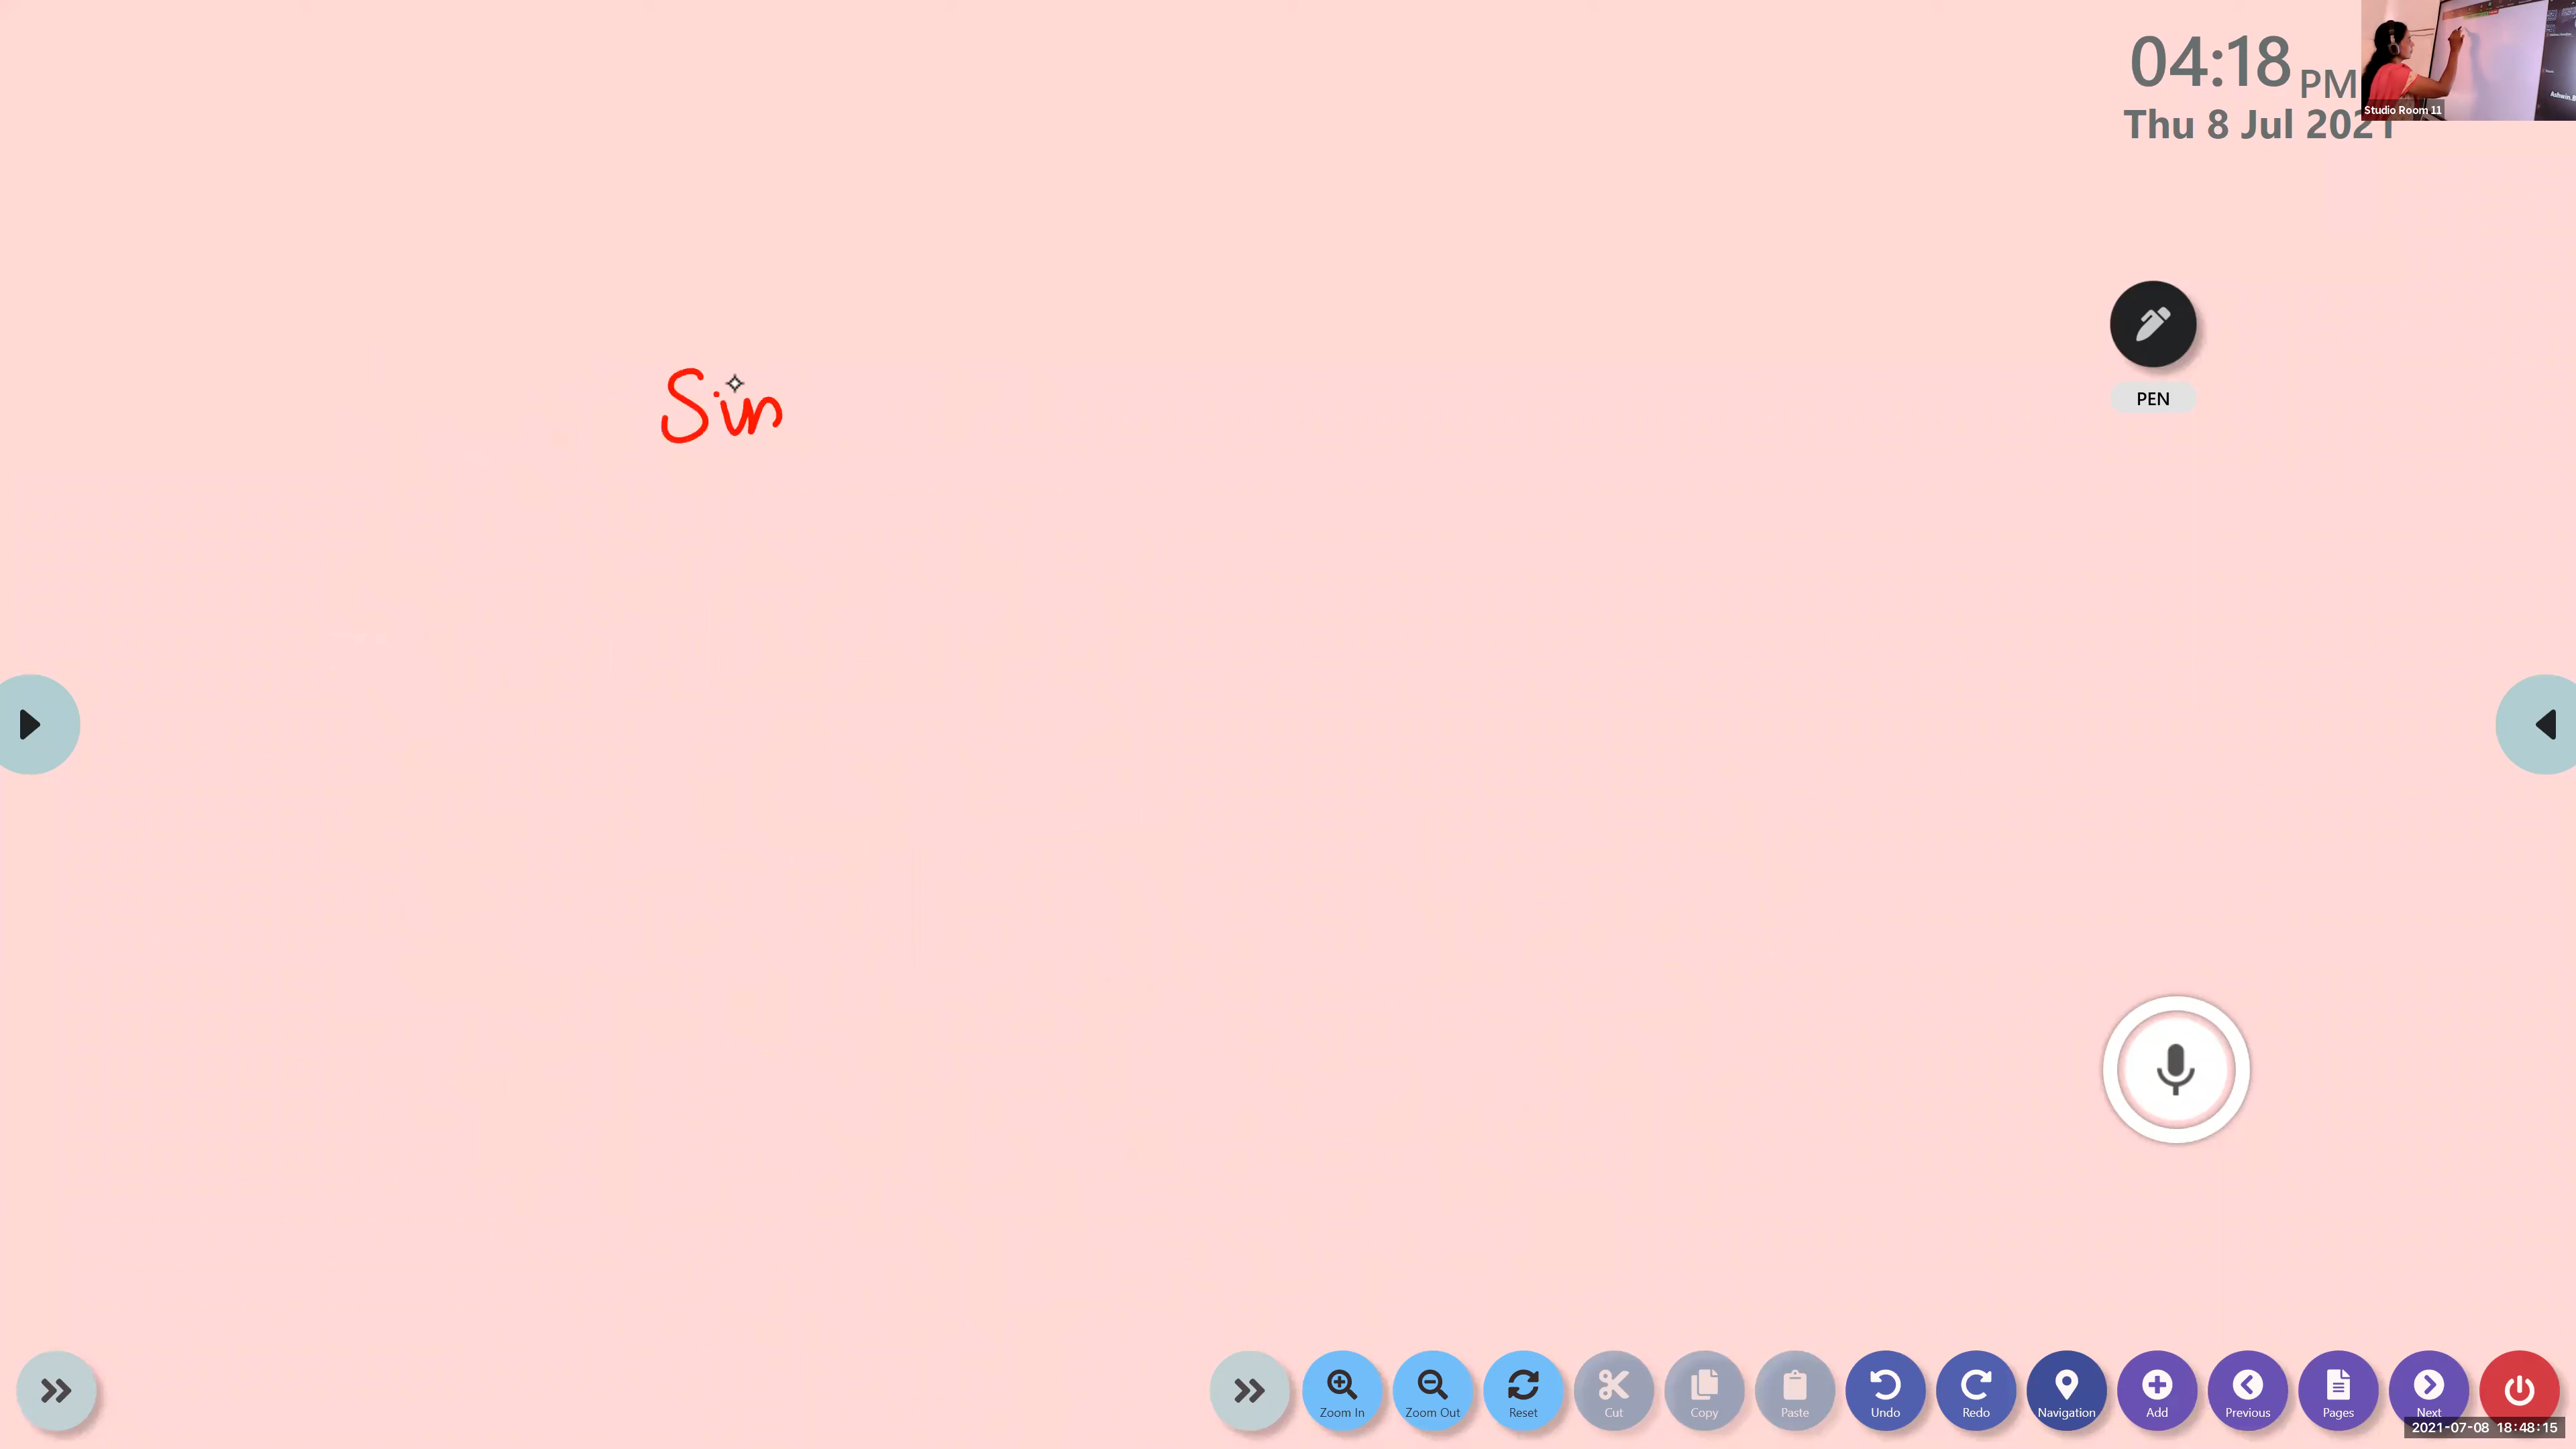 04:18 PM
Studio Room 11
Thu 8 Jul 2021
Sin
PEN
Zoom In
Zoom Out
Reset
Cut
Copy
Paste
Undo
Redo
Navigation
Add
Previous
Pages
Next
2021-07-08 18:48:15